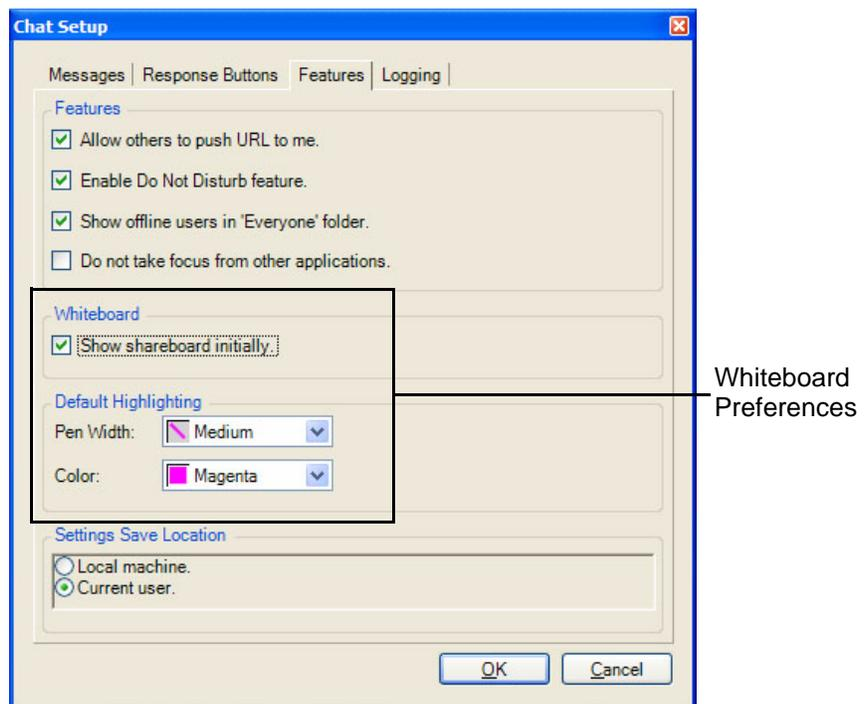 Chat Setup
Messages Response Buttons Features Logging
Features
Allow others to push URL to me.
Enable Do Not Disturb feature.
Show offline users in 'Everyone' folder.
Do not take focus from other applications.
Whiteboard
Show shareboard initially.
Default Highlighting
Pen Width: Medium
Color: Magenta
Whiteboard
Preferences
Settings Save Location
Local machine.
Current user.
OK Cancel